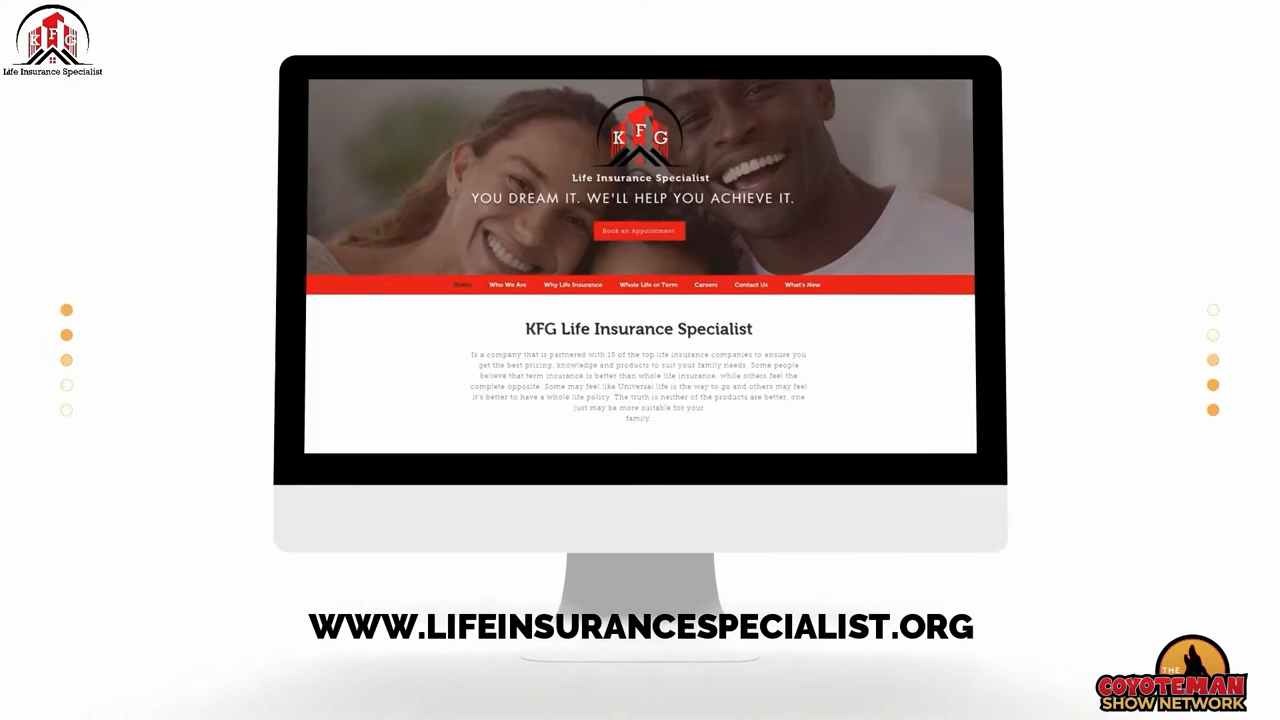 KFG
Life Insurance Specialist
K F G
Life Insurance Specialist
YOU DREAM IT. WE'LL HELP YOU ACHIEVE IT.
Book an Appointment
Home Who We Are Why Life Insurance Whole Life or Term Careers Contact Us What's New
KFG Life Insurance Specialist
Is a company that is partnered with 15 of the top life insurance companies to ensure you
get the best pricing, knowledge and products to suit your family needs. Some people
believe that term insurance is better than whole life insurance, while others feel the
complete opposite. Some may feel like Universal life is the way to go and others may feel
it's better to have a whole life policy. The truth is neither of the products are better, one
just may be more suitable for your
family.
WWW.LIFEINSURANCESPECIALIST.ORG
THE
COYOTEMAN
SHOW NETWORK